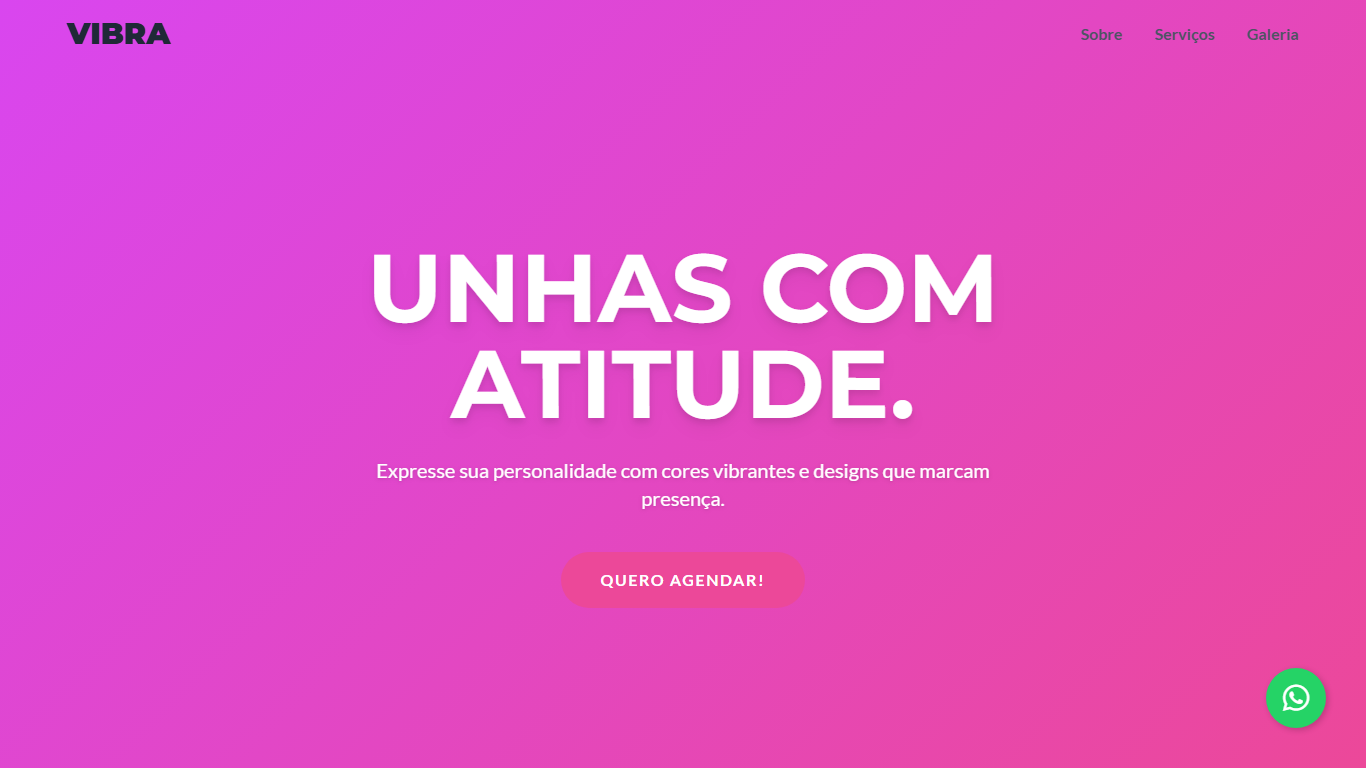 VIBRA
Sobre
Serviços
Galeria
UNHAS COM
ATITUDE.
Expresse sua personalidade com cores vibrantes e designs que marcam
presença.
QUERO AGENDAR!